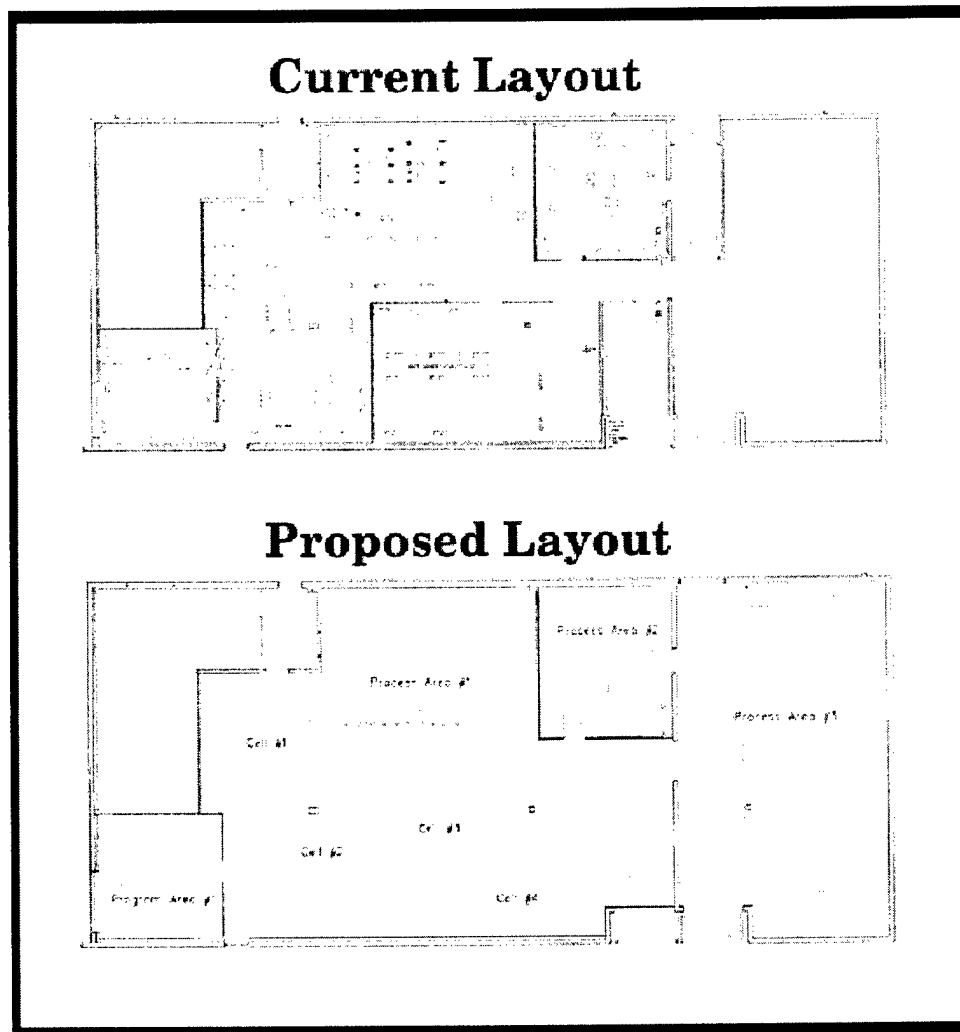 Current Layout
Proposed Layout
Process Area #2
Process Area #1
Process Area #3
Cell #1
Cell #3
Cell #2
Program Area #1
Cell #4